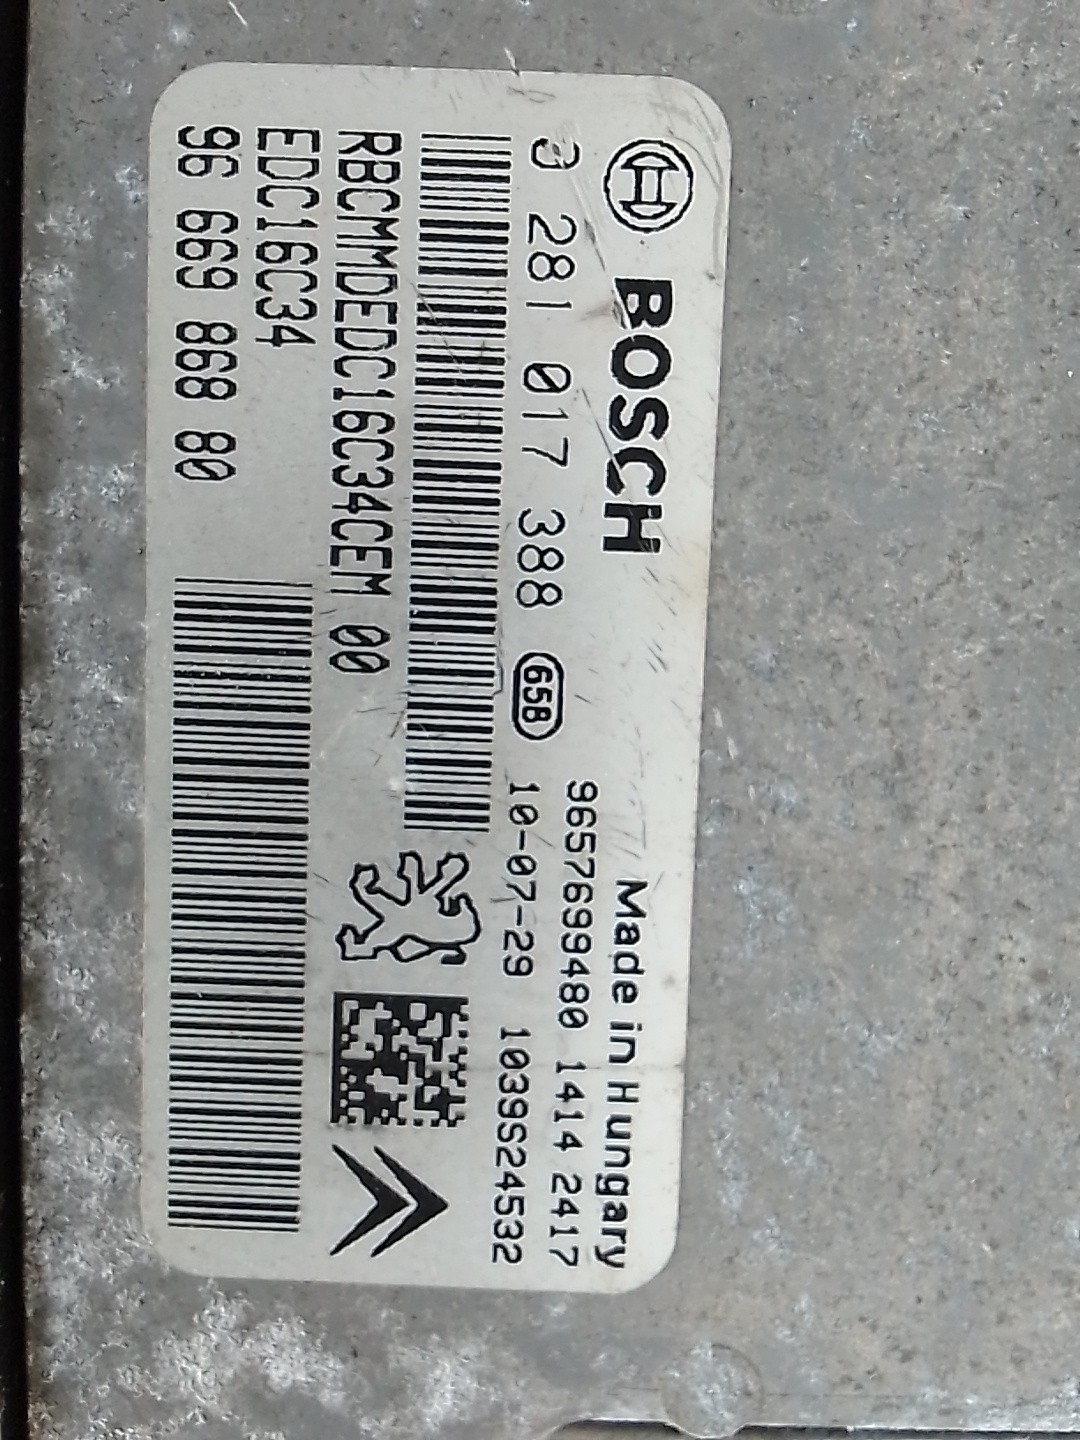 BOSCH
Made in Hungary
0 281 017 388
658
9657699480 1414 2417
10-07-29 1039S24532
RBCMMDEDC16C34CEM 00
EDC16C34
96 669 868 80